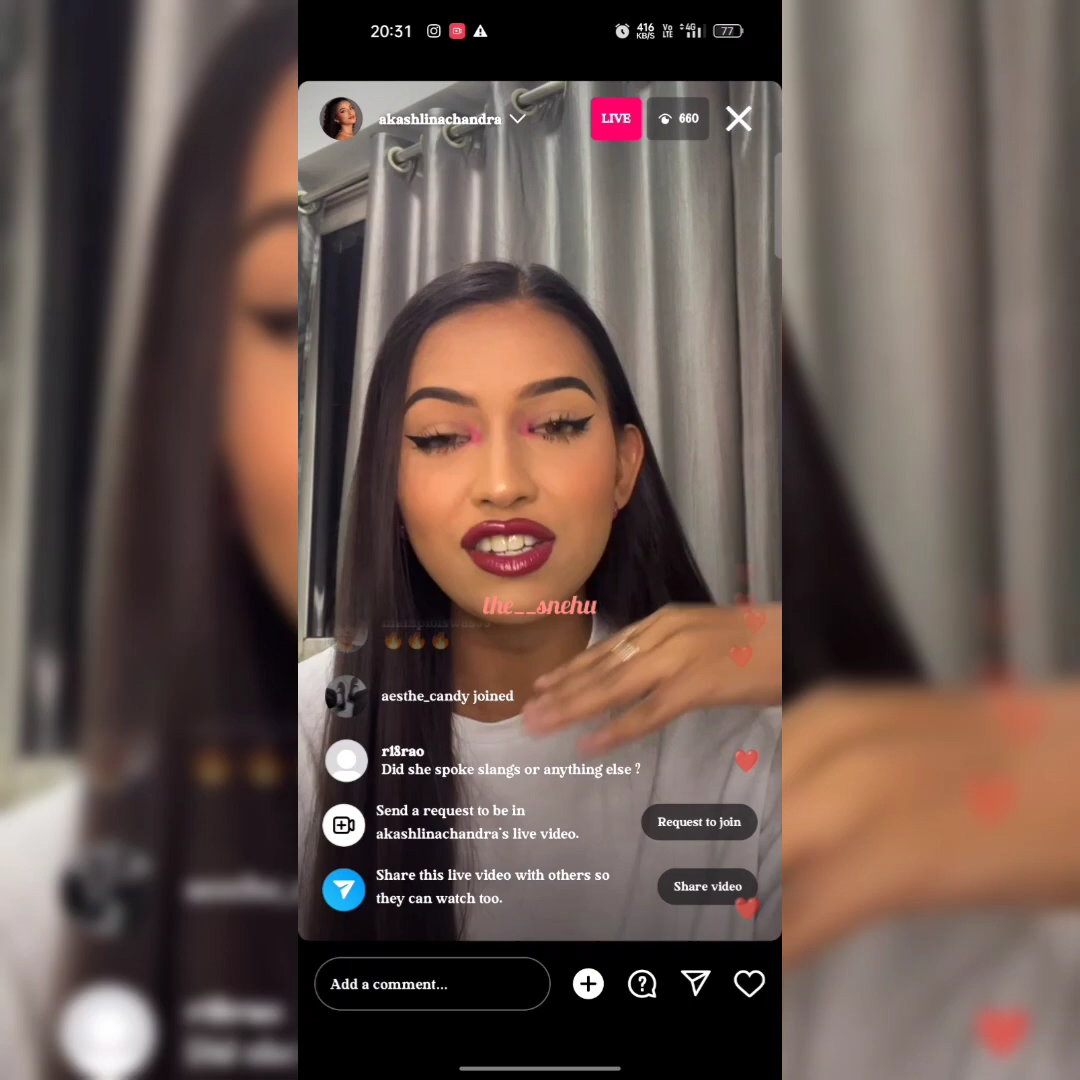 20:31
416
KB/S
Vo
LTE
4G
77
akashlinachandra
LIVE
660
the__snehu
aesthe_candy joined
r18rao
Did she spoke slangs or anything else ?
Send a request to be in
akashlinachandra's live video.
Request to join
Share this live video with others so
they can watch too.
Share video
Add a comment...